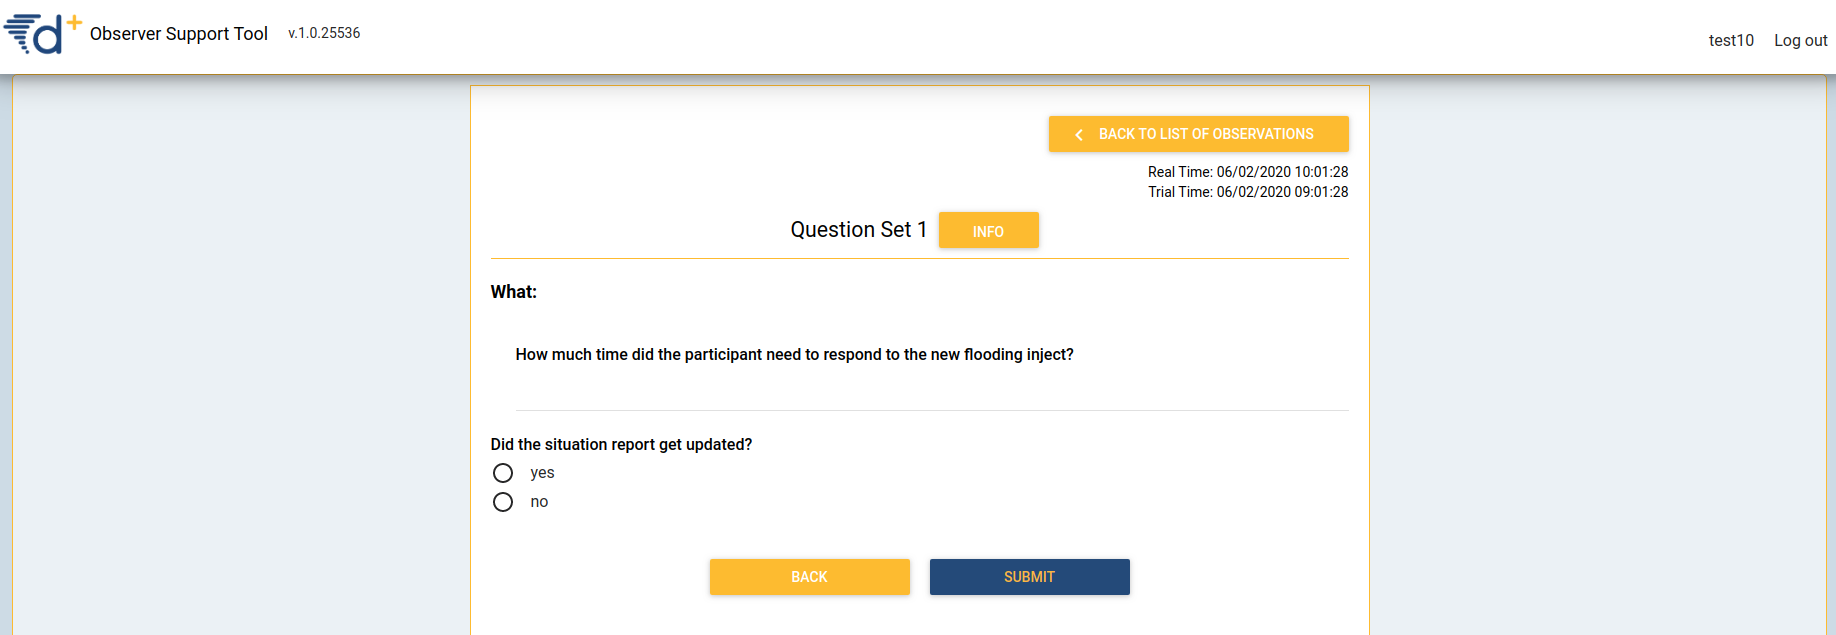 d+ Observer Support Tool v.1.0.25536
test10 Log out
BACK TO LIST OF OBSERVATIONS
Real Time: 06/02/2020 10:01:28
Trial Time: 06/02/2020 09:01:28
Question Set 1 INFO
What:
How much time did the participant need to respond to the new flooding inject?
Did the situation report get updated?
yes
no
BACK SUBMIT